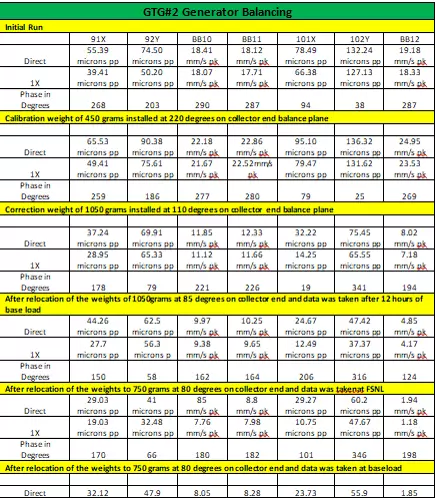 GTG#2 Generator Balancing
Initial Run
91X 92Y BB10 BB11 101X 102Y BB12
55.39 74.50 18.41 18.12 78.49 132.24 19.18
Direct microns pp microns pp mm/s pk mm/s pk microns pp microns pp mm/s pk
39.41 50.20 18.07 17.71 66.38 127.13 18.33
1X microns pp microns pp mm/s pk mm/s pk microns pp microns pp mm/s pk
Phase in
Degrees 268 203 290 287 94 38 287
Calibration weight of 450 grams installed at 220 degrees on collector end balance plane
65.53 90.38 22.18 22.86 95.10 136.32 24.95
Direct microns pp microns pp mm/s pk mm/s pk microns pp microns pp mm/s pk
49.41 75.61 21.67 22.52mm/s 79.47 131.62 23.53
1X microns pp microns pp mm/s pk pk microns pp microns pp mm/s pk
Phase in
Degrees 259 186 277 280 79 25 269
Correction weight of 1050 grams installed at 110 degrees on collector end balance plane
37.24 69.91 11.85 12.33 32.22 75.45 8.02
Direct microns pp microns pp mm/s pk mm/s pk microns pp microns pp mm/s pk
28.95 65.33 11.12 11.66 14.25 65.55 7.18
1X microns pp microns pp mm/s pk mm/s pk microns pp microns pp mm/s pk
Phase in
Degrees 178 79 221 226 19 341 194
After relocation of the weights of 1050grams at 85 degrees on collector end and data was taken after 12 hours of
base load
44.26 62.5 9.97 10.25 24.67 47.42 4.85
Direct microns pp microns pp mm/s pk mm/s pk microns pp microns pp mm/s pk
27.7 56.3 9.38 9.65 12.49 37.37 4.17
1X microns pp microns p mm/s pk mm/s pk microns pp microns pp mm/s pk
Phase in
Degrees 150 58 162 164 206 316 124
After relocation of the weights to 750 grams at 80 degrees on collector end and data was taken at FSNL
29.03 41 85 8.8 29.27 60.2 1.94
Direct microns pp microns pp mm/s pk mm/s pk microns pp microns pp mm/s pk
19.03 32.48 7.76 7.98 10.75 47.67 1.18
1X microns pp microns pp mm/s pk mm/s pk microns pp microns pp mm/s pk
Phase in
Degrees 170 66 180 182 101 346 198
After relocation of the weights to 750 grams at 80 degrees on collector end and data was taken at base load
Direct 32.12 47.9 8.05 8.28 23.73 55.9 1.85